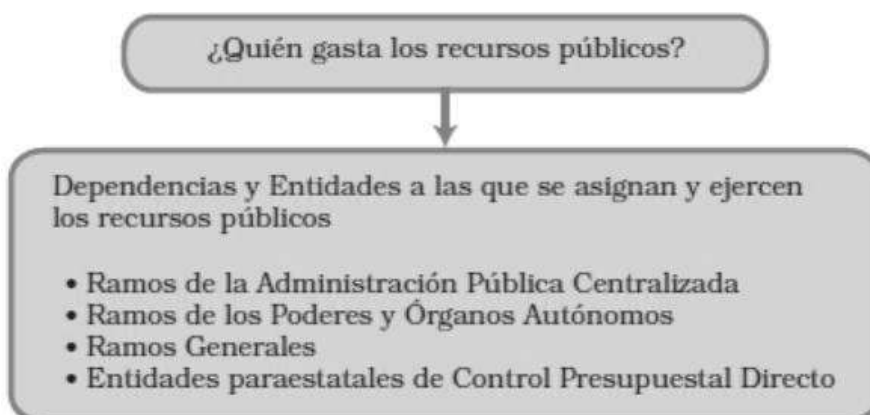 ¿Quién gasta los recursos públicos?
Dependencias y Entidades a las que se asignan y ejercen
los recursos públicos
• Ramos de la Administración Pública Centralizada
• Ramos de los Poderes y Órganos Autónomos
• Ramos Generales
• Entidades paraestatales de Control Presupuestal Directo